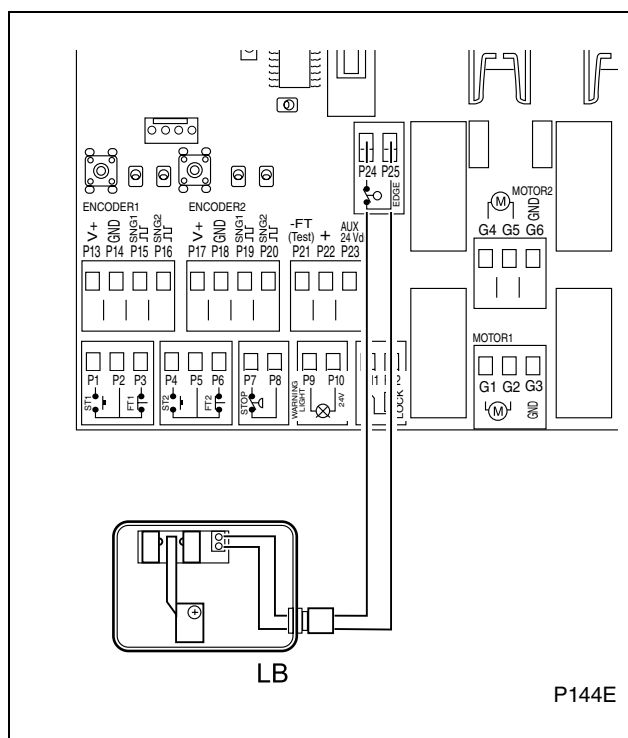 P24 P25
EDGE
MOTOR2
M
GND
G4 G5 G6
ENCODER1
V+ GND SNG1 SNG2
P13 P14 P15 P16
ENCODER2
V+ GND SNG1 SNG2
P17 P18 P19 P20
-FT (Test) + AUX 24 Vd
P21 P22 P23
MOTOR1
G1 G2 G3
M
GND
P1 P2 P3
ST1 FT1
P4 P5 P6
ST2 FT2
P7 P8
STOP
P9 P10
WARNING LIGHT 24V
LOCK
LB
P144E